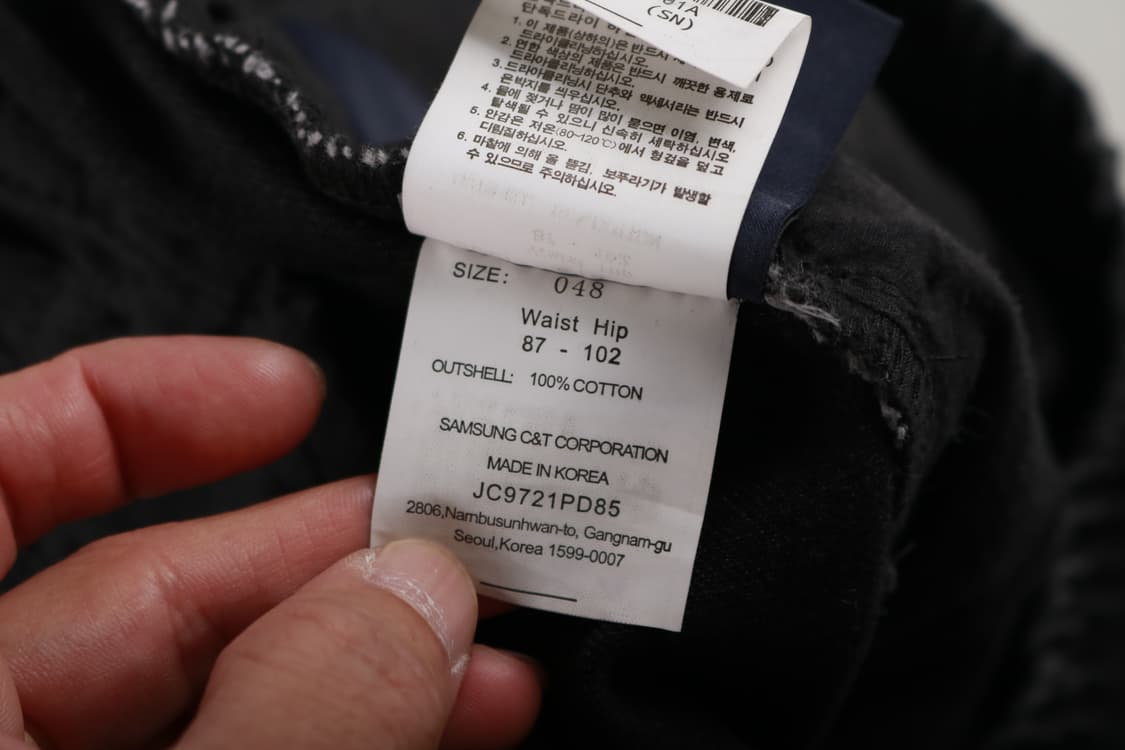 01A
(SN)
단독드라이 하
1. 이 제품(상하의)은 반드시
드라이클리닝하십시오.
2. 연한 색상의 제품은 반드시 깨끗한 용제로
드라이클리닝하십시오.
3. 드라이클리닝시 단추와 액세서리는 반드시
은박지를 씌우십시오.
4. 물에 젖거나 땀이 많이 묻으면 이염, 변색,
탈색될 수 있으니 신속히 세탁하십시오
5. 안감은 저온(80~120℃)에서 헝겊을 덮고
다림질하십시오.
6. 마찰에 의해 올 뜯김, 보푸라기가 발생할
수 있으므로 주의하십시오.
SIZE: 048
Waist Hip
87 - 102
OUTSHELL: 100% COTTON
SAMSUNG C&T CORPORATION
MADE IN KOREA
JC9721PD85
2806,Nambusunhwan-to, Gangnam-gu
Seoul,Korea 1599-0007